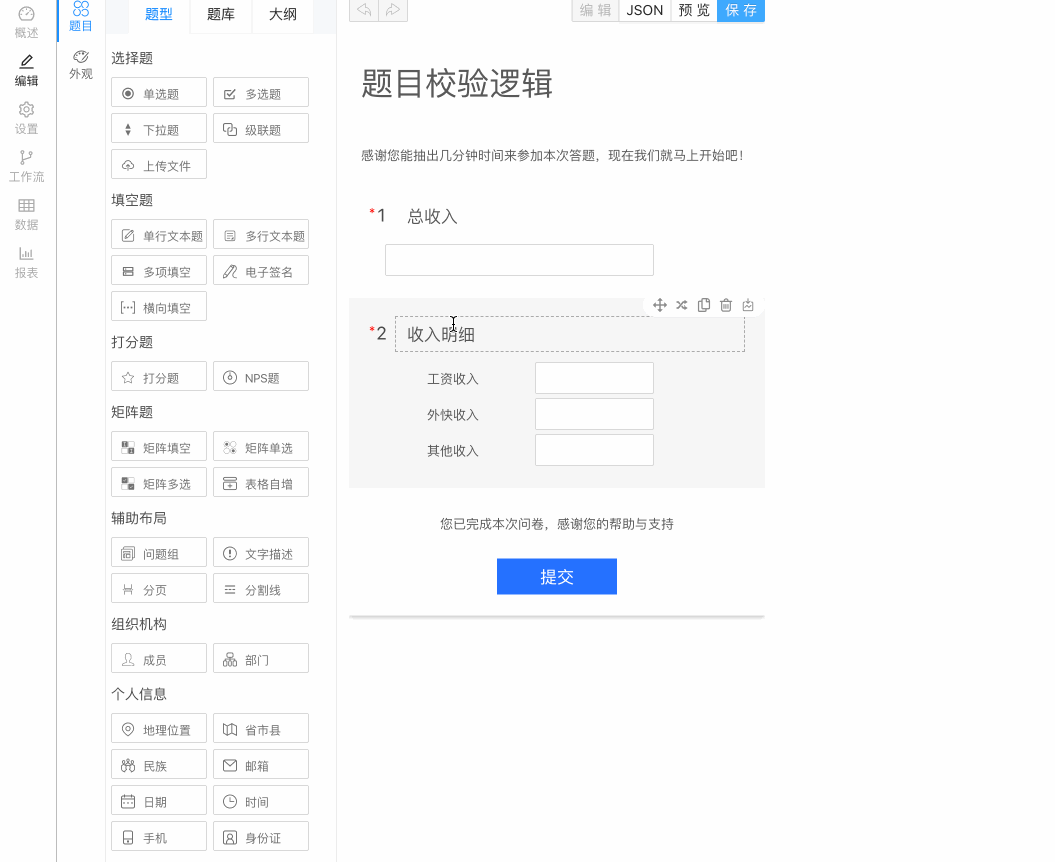 概述
编辑
设置
工作流
数据
报表
题目
外观
题型 题库 大纲
选择题
单选题 多选题
下拉题 级联题
上传文件
填空题
单行文本题 多行文本题
多项填空 电子签名
横向填空
打分题
打分题 NPS题
矩阵题
矩阵填空 矩阵单选
矩阵多选 表格自增
辅助布局
问题组 文字描述
分页 分割线
组织机构
成员 部门
个人信息
地理位置 省市县
民族 邮箱
日期 时间
手机 身份证
编辑 JSON 预览 保存
题目校验逻辑
感谢您能抽出几分钟时间来参加本次答题，现在我们就马上开始吧！
*1 总收入
*2 收入明细
工资收入
外快收入
其他收入
您已完成本次问卷，感谢您的帮助与支持
提交